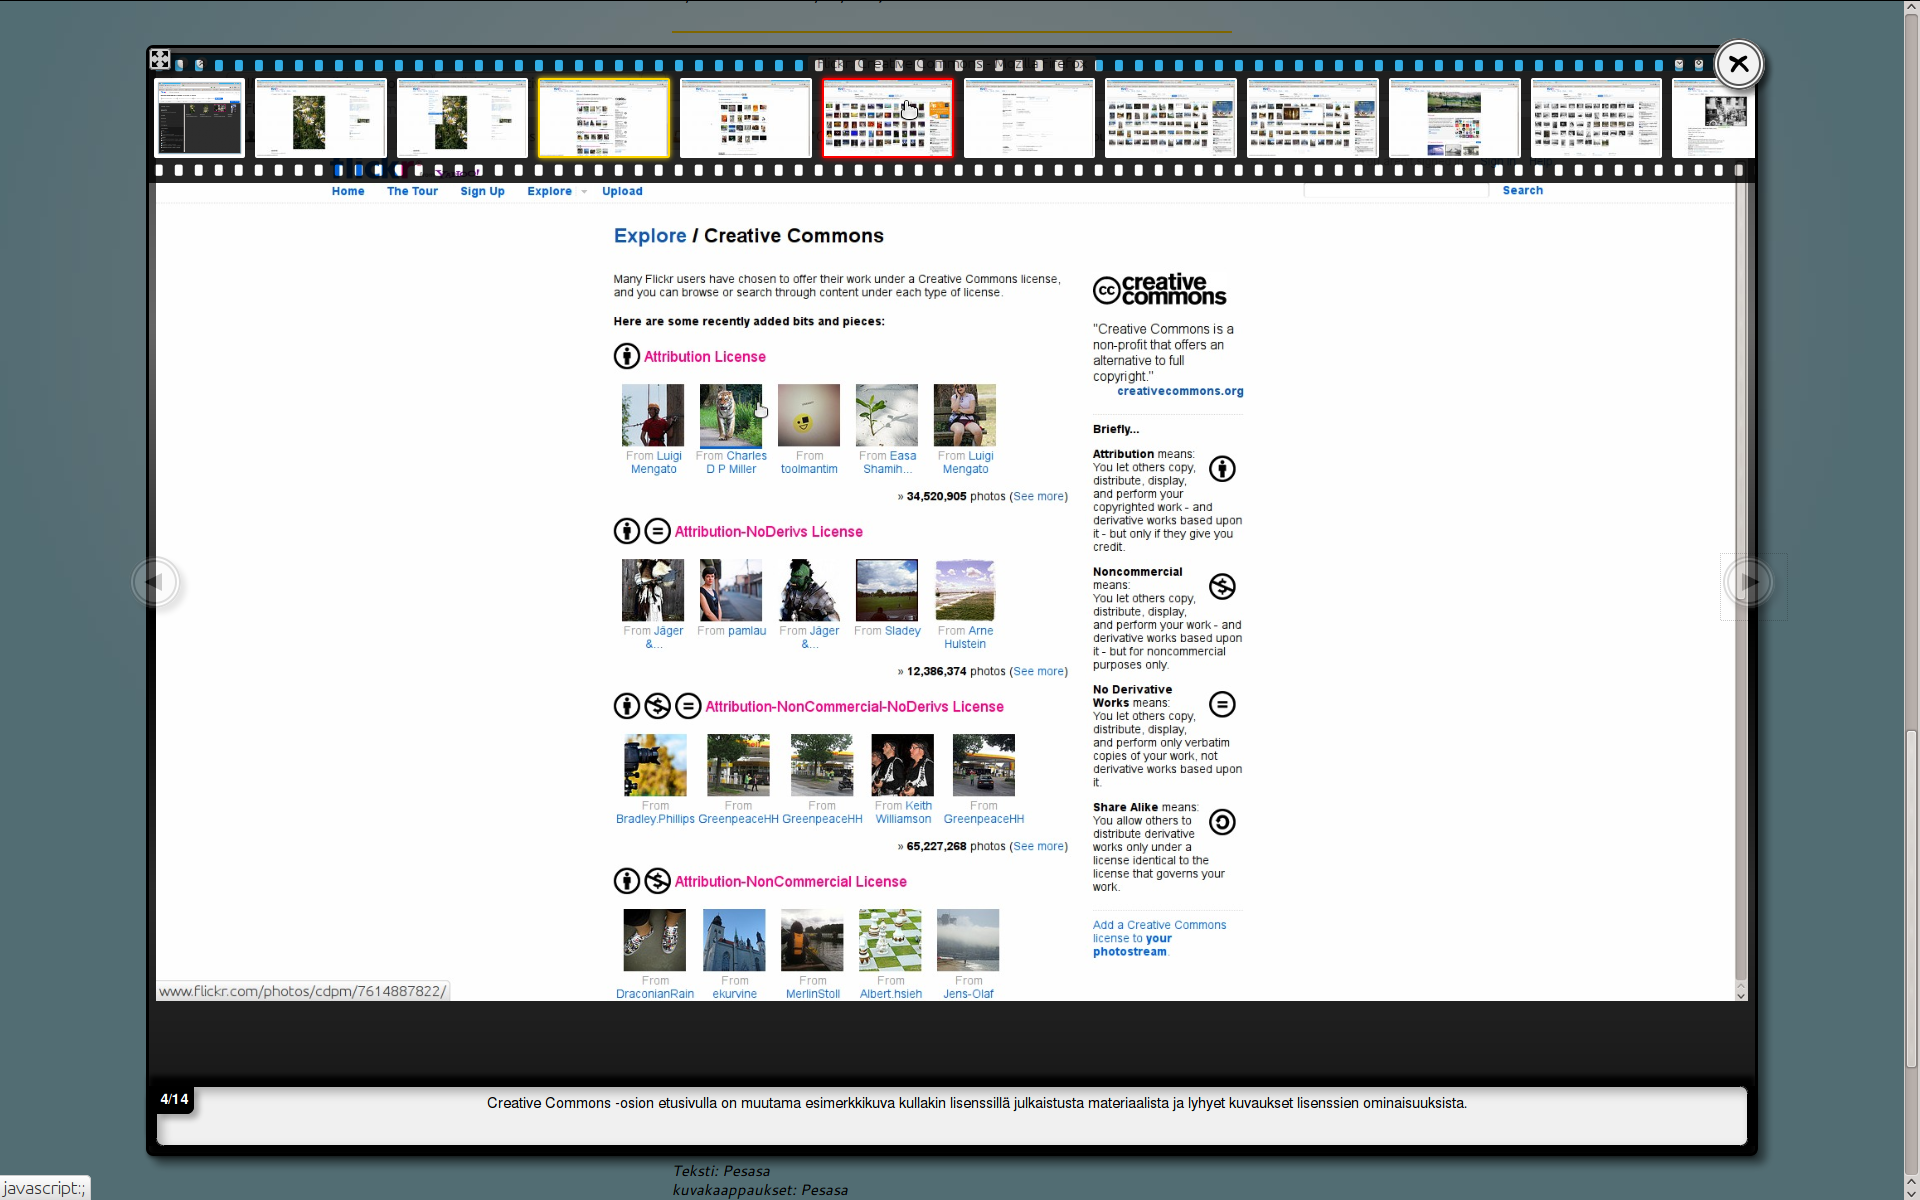 Flickr: Creative Commons - Mozilla Firefox
flickr from YAHOO!
Home The Tour Sign Up Explore Upload Search
Explore / Creative Commons
Many Flickr users have chosen to offer their work under a Creative Commons license,
and you can browse or search through content under each type of license.
Here are some recently added bits and pieces:
Attribution License
From Luigi Mengato
From Charles D P Miller
From toolmantim
From Easa Shamih...
From Luigi Mengato
» 34,520,905 photos (See more)
Attribution-NoDerivs License
From Jäger &...
From pamlau
From Jäger &...
From Sladey
From Arne Hulstein
» 12,386,374 photos (See more)
Attribution-NonCommercial-NoDerivs License
From Bradley.Phillips
From GreenpeaceHH
From GreenpeaceHH
From Keith Williamson
From GreenpeaceHH
» 65,227,268 photos (See more)
Attribution-NonCommercial License
From DraconianRain
From ekurvine
From MerlinStoll
From Albert.hsieh
From Jens-Olaf
cc creative
commons
"Creative Commons is a
non-profit that offers an
alternative to full
copyright."
creativecommons.org
Briefly...
Attribution means:
You let others copy,
distribute, display,
and perform your
copyrighted work - and
derivative works based upon
it - but only if they give you
credit.
Noncommercial
means:
You let others copy,
distribute, display,
and perform your work - and
derivative works based upon
it - but for noncommercial
purposes only.
No Derivative
Works means:
You let others copy,
distribute, display,
and perform only verbatim
copies of your work, not
derivative works based upon
it.
Share Alike means:
You allow others to
distribute derivative
works only under a
license identical to the
license that governs your
work.
Add a Creative Commons
license to your
photostream.
www.flickr.com/photos/cdpm/7614887822/
4/14
Creative Commons -osion etusivulla on muutama esimerkkikuva kullakin lisenssillä julkaistusta materiaalista ja lyhyet kuvaukset lisenssien ominaisuuksista.
Teksti: Pesasa
kuvakaappaukset: Pesasa
javascript:;